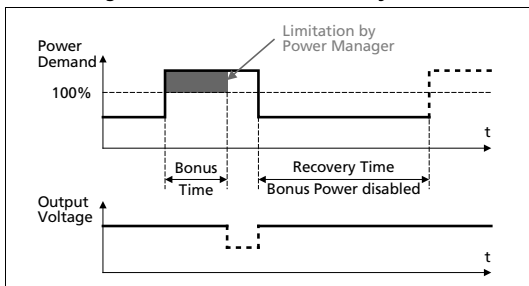 Limitation by
Power Manager
Power
Demand
100%
t
Bonus
Time
Recovery Time
Bonus Power disabled
Output
Voltage
t